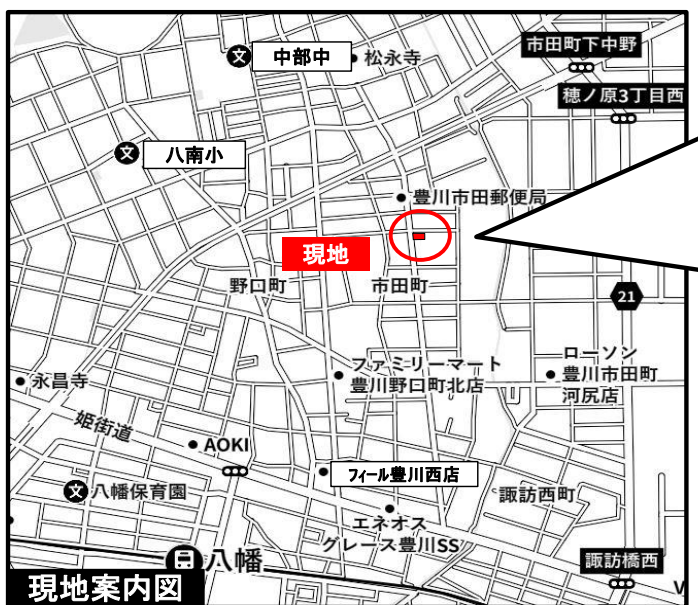 市田町下中野
中部中
松永寺
穂ノ原3丁目西
文
文
八南小
豊川市田郵便局
現地
野口町
市田町
21
ファミリーマート
豊川野口町北店
ローソン
豊川市田町
河尻店
永昌寺
姫街道
AOKI
フィール豊川西店
文
八幡保育園
諏訪西町
エネオス
グレース豊川SS
八幡
諏訪橋西
現地案内図
V